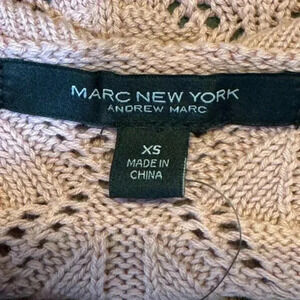 MARC NEW YORK
ANDREW MARC
XS
MADE IN
CHINA